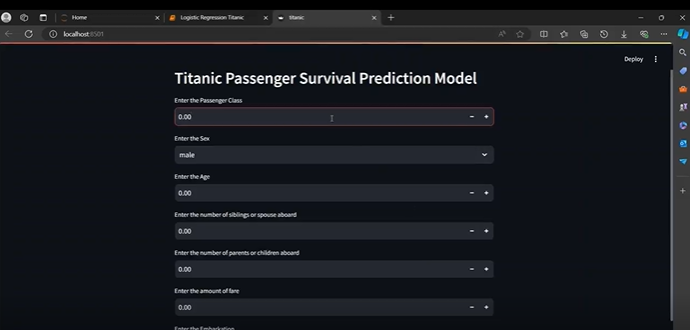 Home
Logistic Regression Titanic
titanic
localhost:8501
Deploy
Titanic Passenger Survival Prediction Model
Enter the Passenger Class
0.00
Enter the Sex
male
Enter the Age
0.00
Enter the number of siblings or spouse aboard
0.00
Enter the number of parents or children aboard
0.00
Enter the amount of fare
0.00
Enter the Embarkation